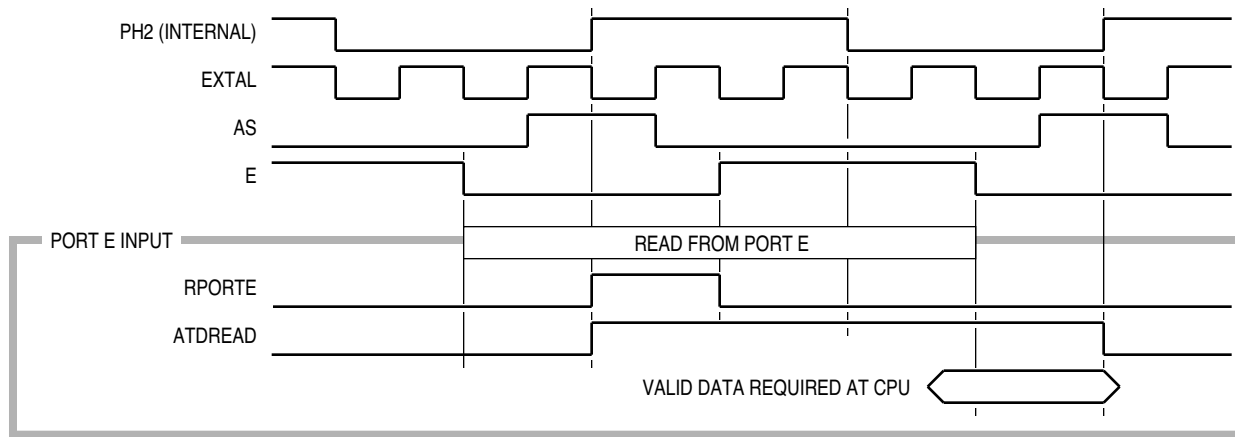 PH2 (INTERNAL)
EXTAL
AS
E
PORT E INPUT
READ FROM PORT E
RPORTE
ATDREAD
VALID DATA REQUIRED AT CPU